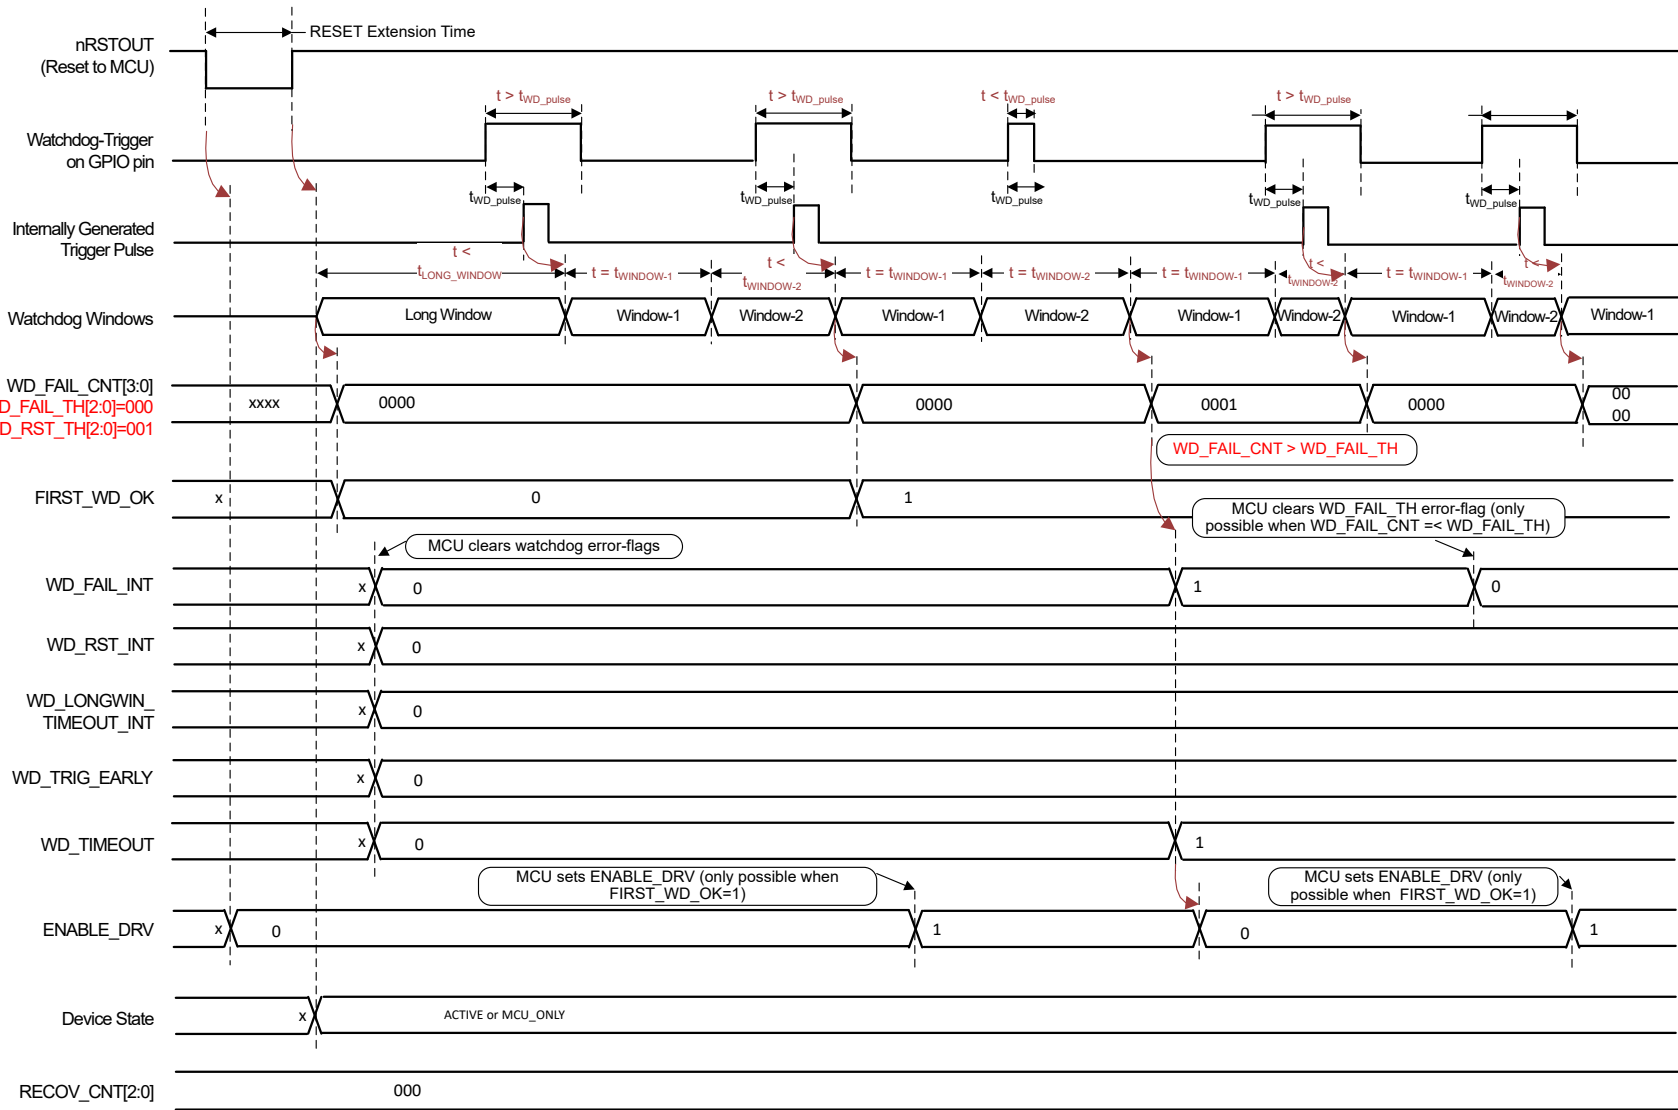 RESET Extension Time
nRSTOUT
(Reset to MCU)
t > tWD_pulse
t > tWD_pulse
t < tWD_pulse
t > tWD_pulse
Watchdog-Trigger
on GPIO pin
tWD_pulse
tWD_pulse
tWD_pulse
tWD_pulse
tWD_pulse
Internally Generated
Trigger Pulse
t <
tLONG_WINDOW
t = tWINDOW-1
t <
tWINDOW-2
t = tWINDOW-1
t = tWINDOW-2
t = tWINDOW-1
t <
tWINDOW-2
t = tWINDOW-1
t <
tWINDOW-2
Watchdog Windows
Long Window
Window-1
Window-2
Window-1
Window-2
Window-1
Window-2
Window-1
Window-2
Window-1
WD_FAIL_CNT[3:0]
D_FAIL_TH[2:0]=000
D_RST_TH[2:0]=001
xxxx
0000
0000
0001
0000
00
00
WD_FAIL_CNT > WD_FAIL_TH
FIRST_WD_OK
x
0
1
MCU clears WD_FAIL_TH error-flag (only
possible when WD_FAIL_CNT =< WD_FAIL_TH)
MCU clears watchdog error-flags
WD_FAIL_INT
x
0
1
0
WD_RST_INT
x
0
WD_LONGWIN_
TIMEOUT_INT
x
0
WD_TRIG_EARLY
x
0
WD_TIMEOUT
x
0
1
MCU sets ENABLE_DRV (only possible when
FIRST_WD_OK=1)
MCU sets ENABLE_DRV (only
possible when FIRST_WD_OK=1)
ENABLE_DRV
x
0
1
0
1
Device State
x
ACTIVE or MCU_ONLY
RECOV_CNT[2:0]
000